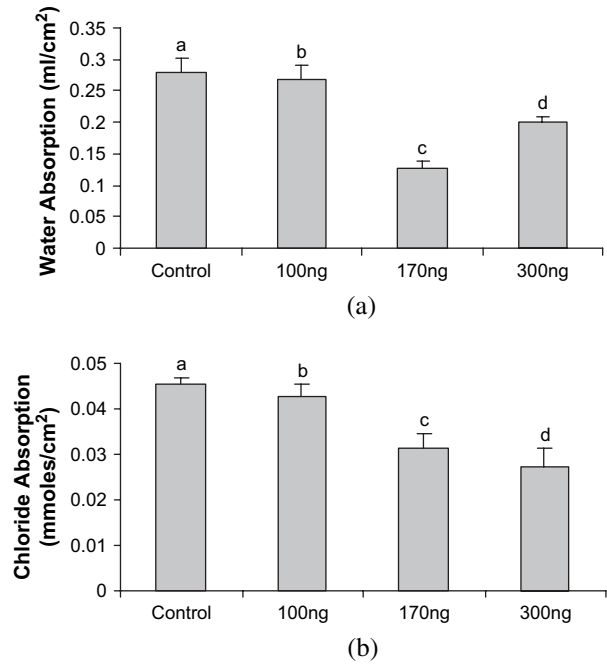 Water Absorption (ml/cm²)
0.35
0.3
0.25
0.2
0.15
0.1
0.05
0
a
b
c
d
Control 100ng 170ng 300ng
(a)
Chloride Absorption
(mmoles/cm²)
0.05
0.04
0.03
0.02
0.01
0
a
b
c
d
Control 100ng 170ng 300ng
(b)